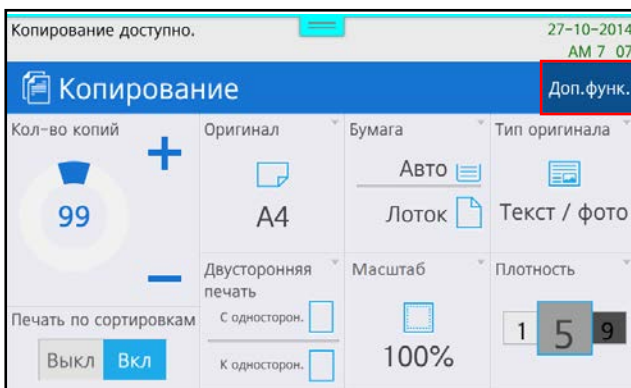 Копирование доступно.
27-10-2014
AM 7 07
Копирование
Доп.функ.
Кол-во копий
99
Оригинал
A4
Бумага
Авто
Лоток
Тип оригинала
Текст / фото
Печать по сортировкам
Выкл Вкл
Двусторонняя
печать
С односторон.
К односторон.
Масштаб
100%
Плотность
1 5 9